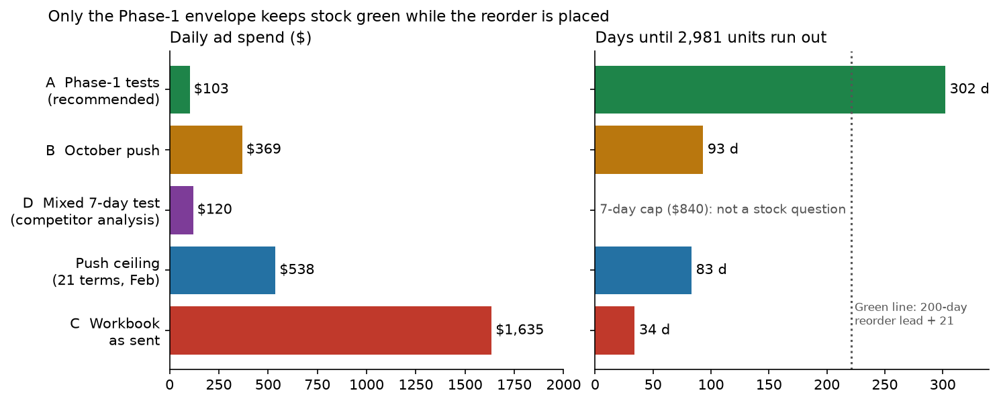 Only the Phase-1 envelope keeps stock green while the reorder is placed
Daily ad spend ($)
A  Phase-1 tests
(recommended)
$103
B  October push
$369
D  Mixed 7-day test
(competitor analysis)
$120
Push ceiling
(21 terms, Feb)
$538
C  Workbook
as sent
$1,635
0 250 500 750 1000 1250 1500 1750 2000
Days until 2,981 units run out
302 d
93 d
7-day cap ($840): not a stock question
83 d
34 d
Green line: 200-day
reorder lead + 21
0 50 100 150 200 250 300